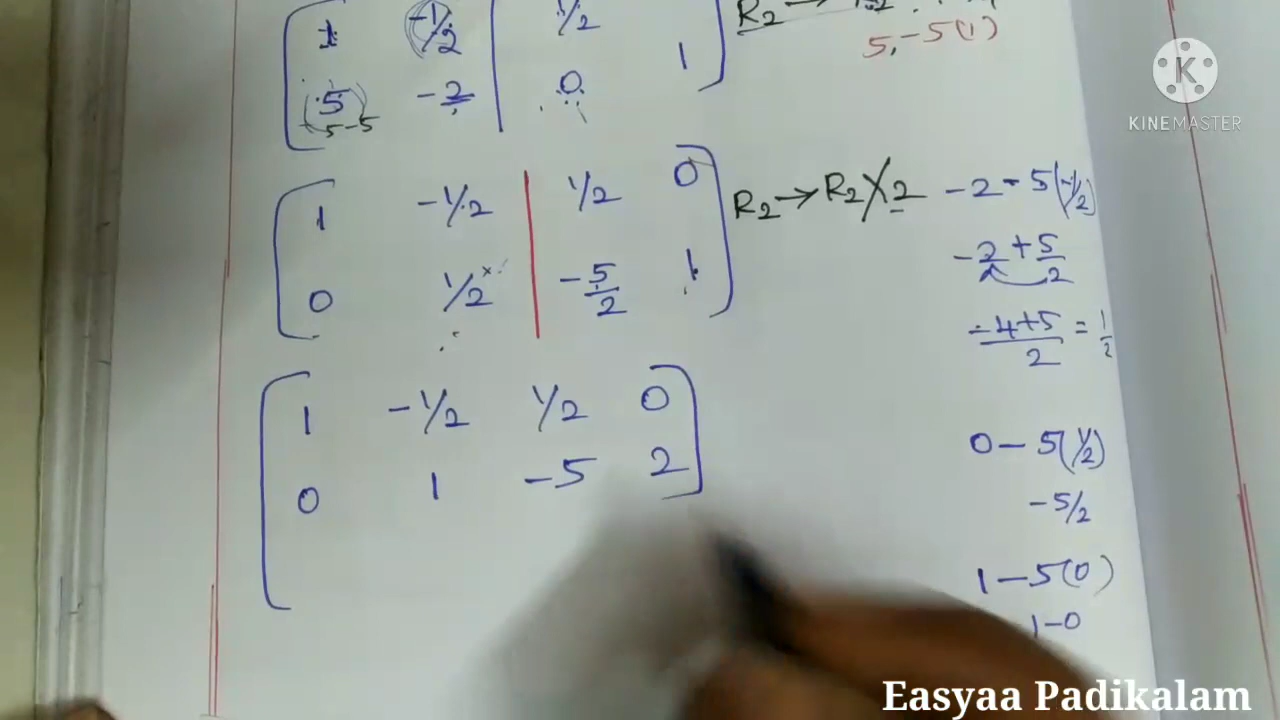 1 -1/2 1/2
R2 →
5, -5(1)
5 -2 0 1
5-5
K
KINEMASTER
1 -1/2 1/2 0
R2 → R2 X 2
-2 - 5(-1/2)
0 1/2 -5/2 1
-2 + 5/2
-4+5/2 = 1/2
1 -1/2 1/2 0
0 1 -5 2
0 - 5(1/2)
-5/2
1 - 5(0)
1-0
Easyaa Padikalam